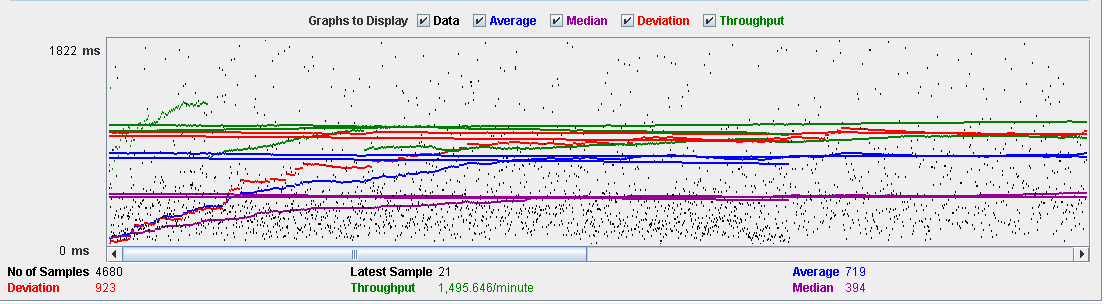 Graphs to Display Data Average Median Deviation Throughput
1822 ms
0 ms
No of Samples 4680 Latest Sample 21 Average 719
Deviation 923 Throughput 1,495.646/minute Median 394